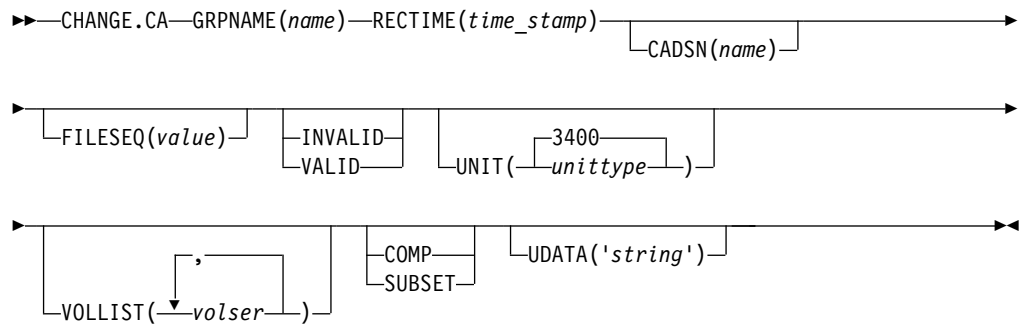 CHANGE.CA GRPNAME(name) RECTIME(time_stamp)
CADSN(name)
FILESEQ(value)
INVALID
VALID
UNIT(
3400
unittype
)
VOLLIST(
,
volser
)
COMP
SUBSET
UDATA('string')